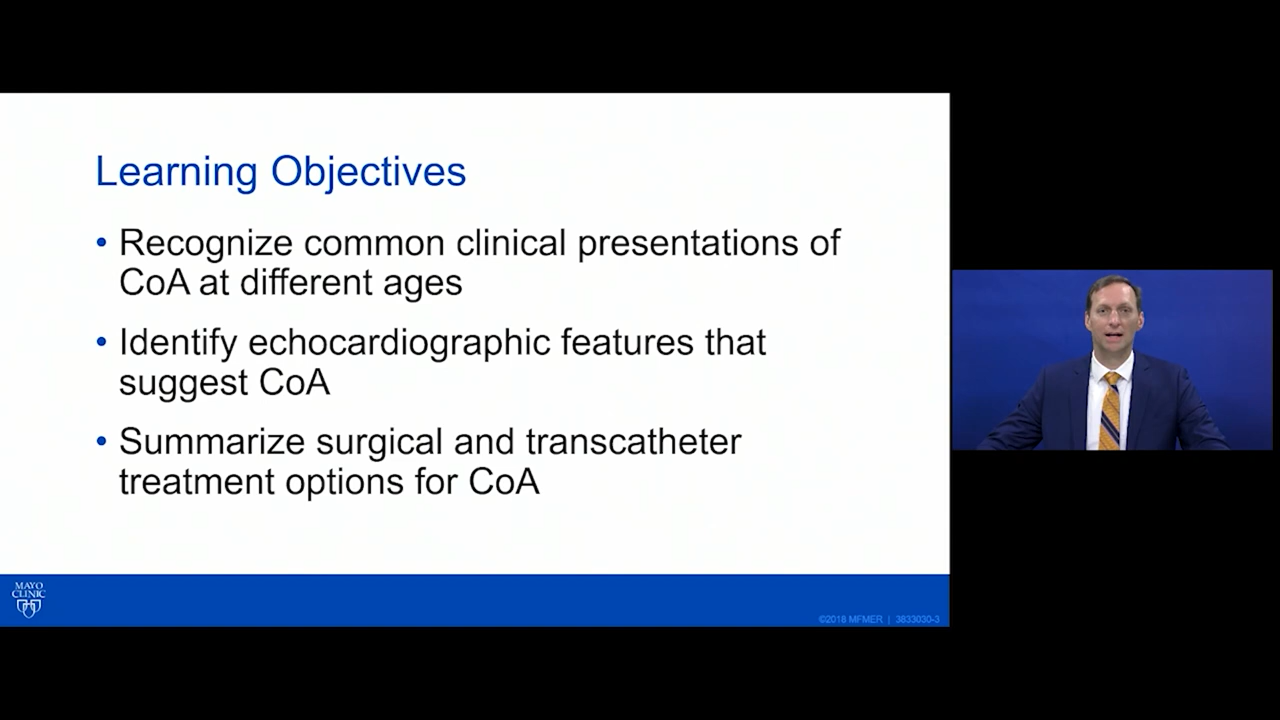 Learning Objectives
• Recognize common clinical presentations of
CoA at different ages
• Identify echocardiographic features that
suggest CoA
• Summarize surgical and transcatheter
treatment options for CoA
MAYO
CLINIC
©2018 MFMER | 3833030-3